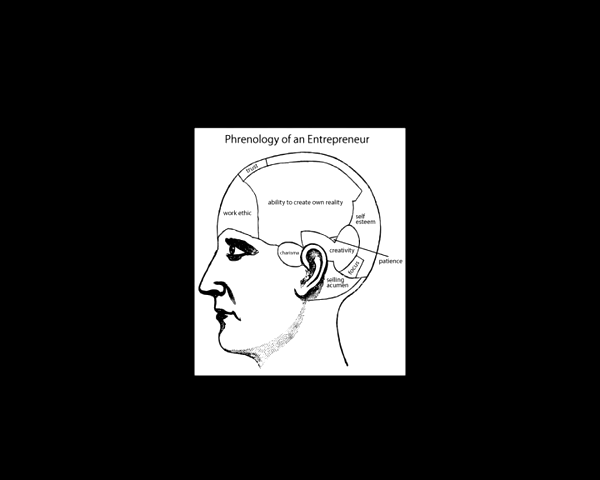 Phrenology of an Entrepreneur
trust
ability to create own reality
work ethic
self
esteem
charisma
creativity
patience
focus
selling
acumen